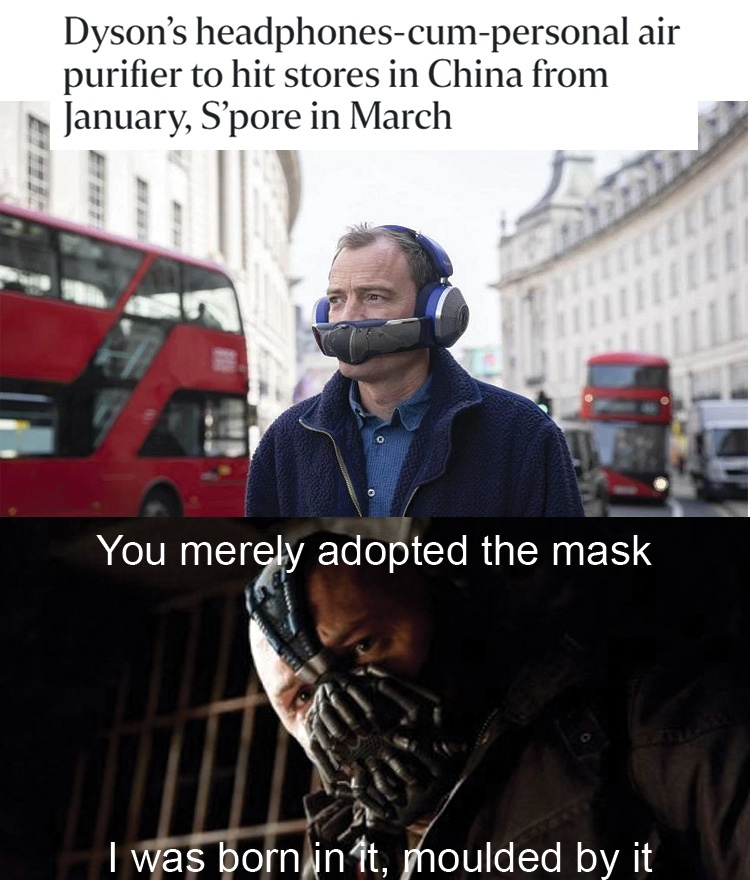 Dyson’s headphones-cum-personal air
purifier to hit stores in China from
January, S’pore in March
You merely adopted the mask
I was born in it, moulded by it